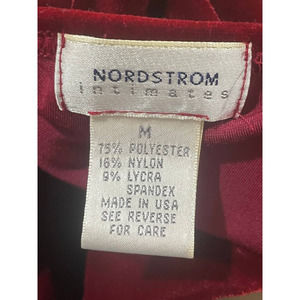 NORDSTROM
intimates
M
75% POLYESTER
16% NYLON
9% LYCRA
SPANDEX
MADE IN USA
SEE REVERSE
FOR CARE